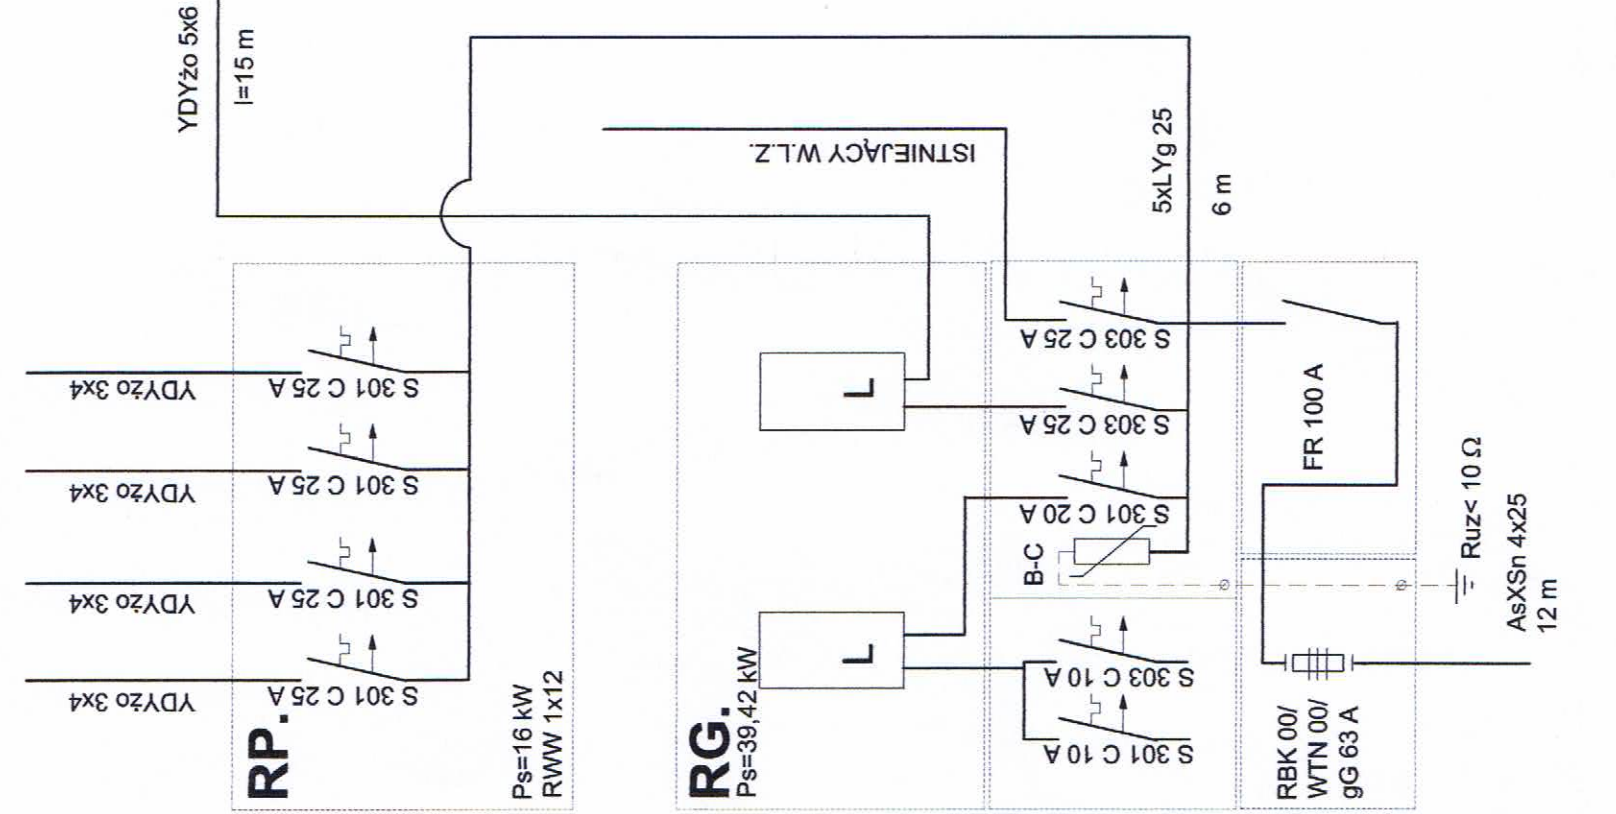 YDYżo 5x6
l=15 m
ISTNIEJĄCY W.L.Z.
5xLYg 25
6 m
YDYżo 3x4
S 301 C 25 A
YDYżo 3x4
S 301 C 25 A
YDYżo 3x4
S 301 C 25 A
YDYżo 3x4
S 301 C 25 A
RP.
Ps=16 kW
RWW 1x12
RG.
Ps=39,42 kW
L
L
S 303 C 25 A
S 303 C 25 A
S 301 C 20 A
B-C
S 303 C 10 A
S 301 C 10 A
FR 100 A
Ruz< 10 Ω
AsXSn 4x25
12 m
RBK 00/
WTN 00/
gG 63 A